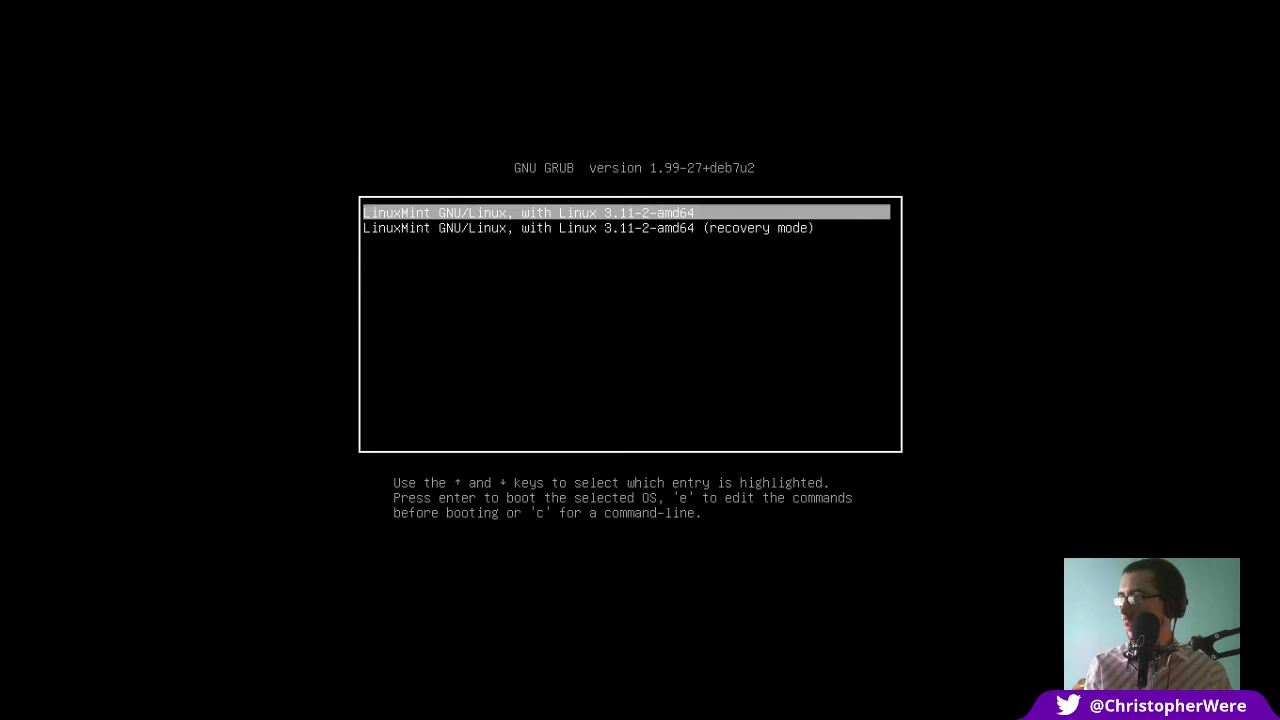 GNU GRUB  version 1.99-27+deb7u2
LinuxMint GNU/Linux, with Linux 3.11-2-amd64
LinuxMint GNU/Linux, with Linux 3.11-2-amd64 (recovery mode)
Use the ↑ and ↓ keys to select which entry is highlighted.
Press enter to boot the selected OS, 'e' to edit the commands
before booting or 'c' for a command-line.
@ChristopherWere